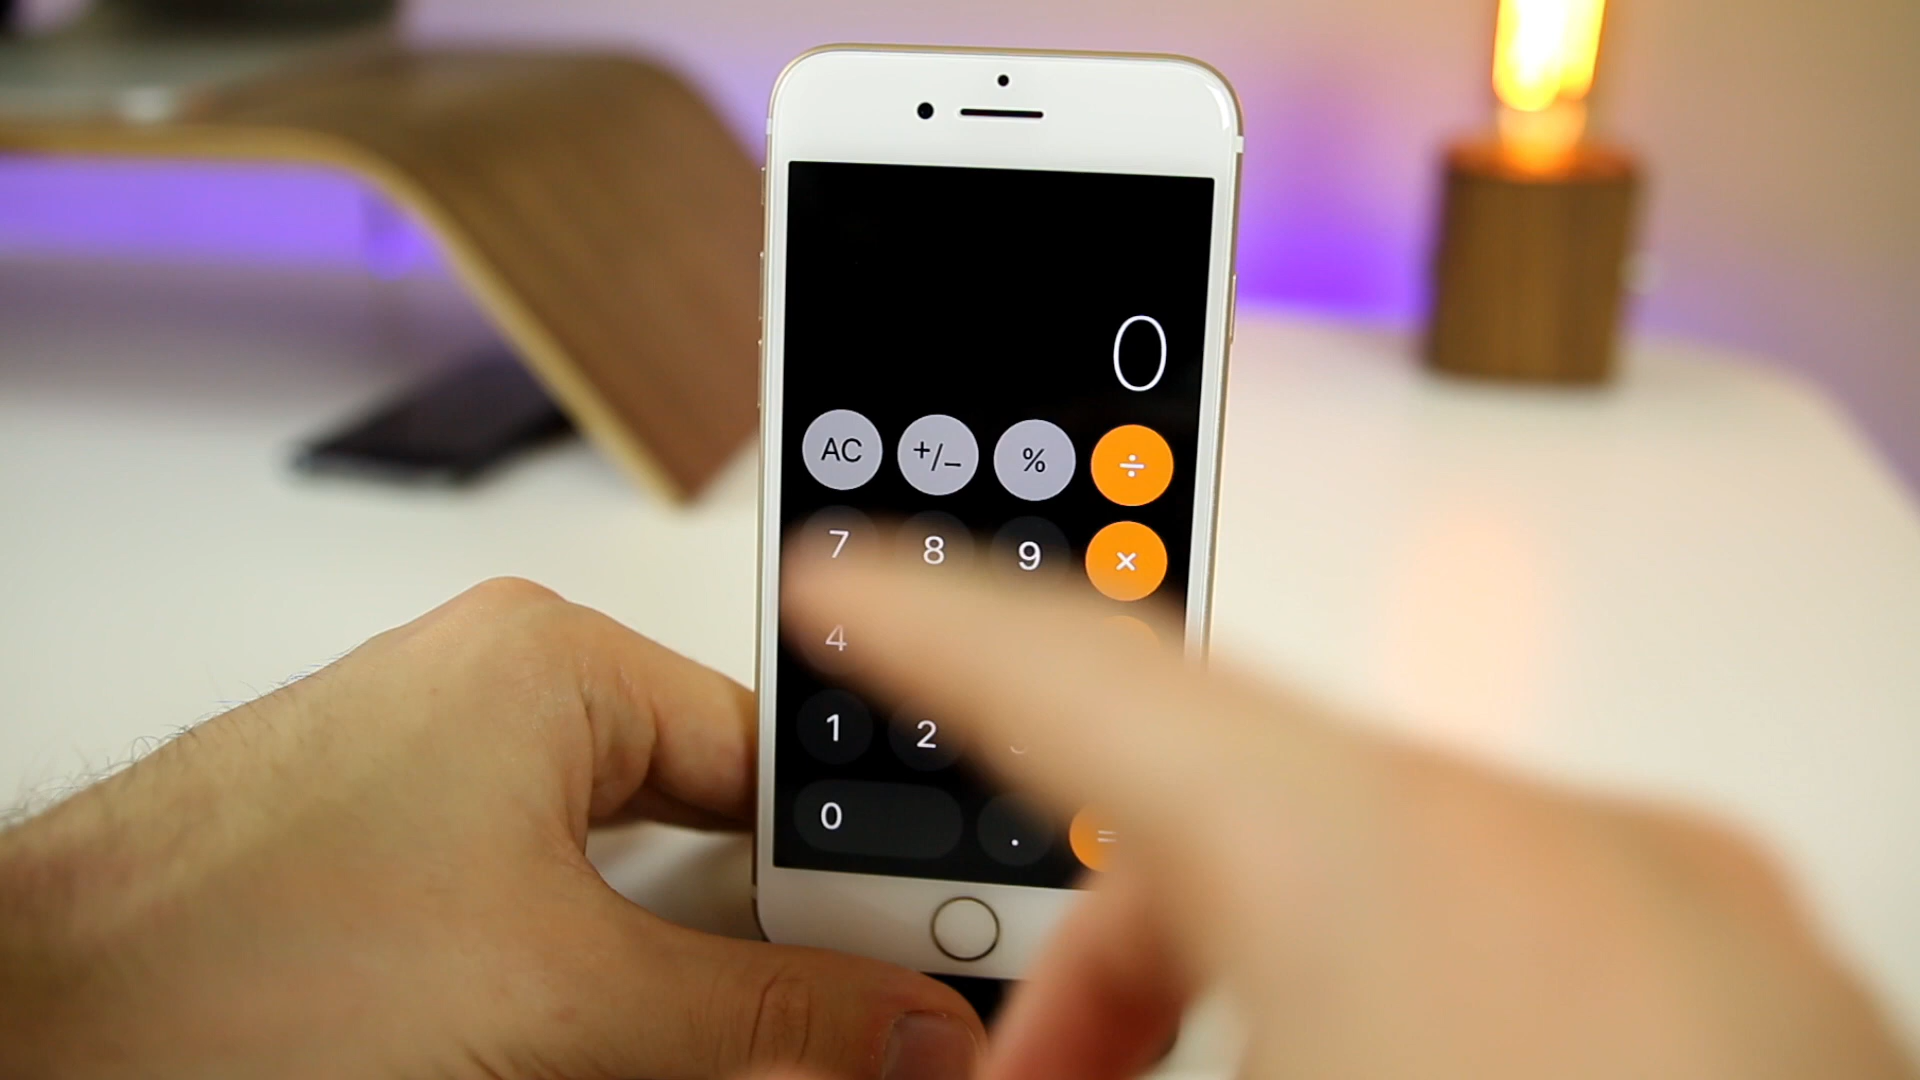 0
AC +/− % ÷
7 8 9 ×
4
1 2
0 . =